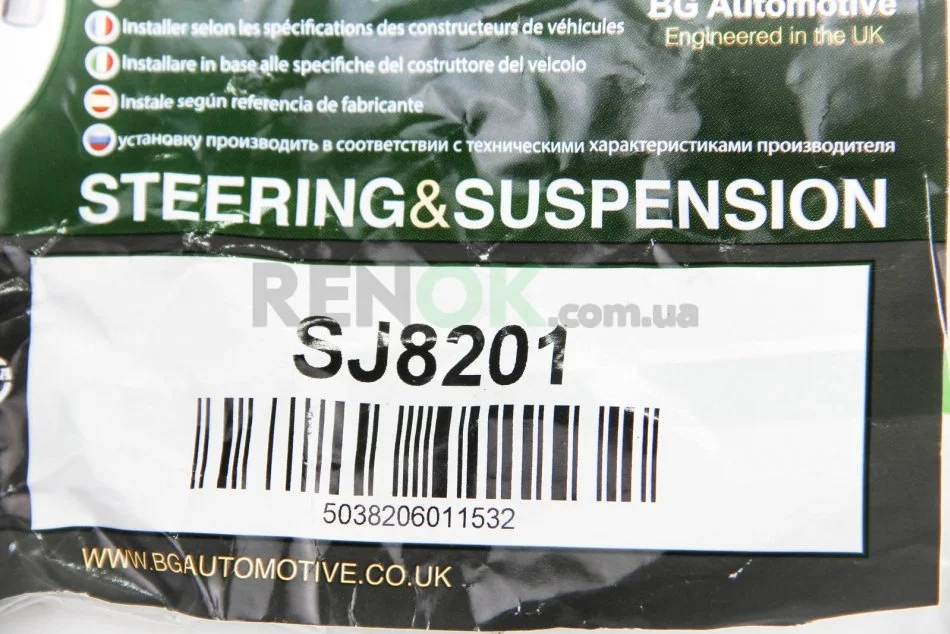 BG Automotive
Engineered in the UK
Installer selon les spécifications des constructeurs de véhicules
Installare in base alle specifiche del costruttore del veicolo
Instale según referencia de fabricante
установку производить в соответствии с техническими характеристиками производителя
STEERING&SUSPENSION
RENOK.com.ua
SJ8201
5038206011532
WWW.BGAUTOMOTIVE.CO.UK